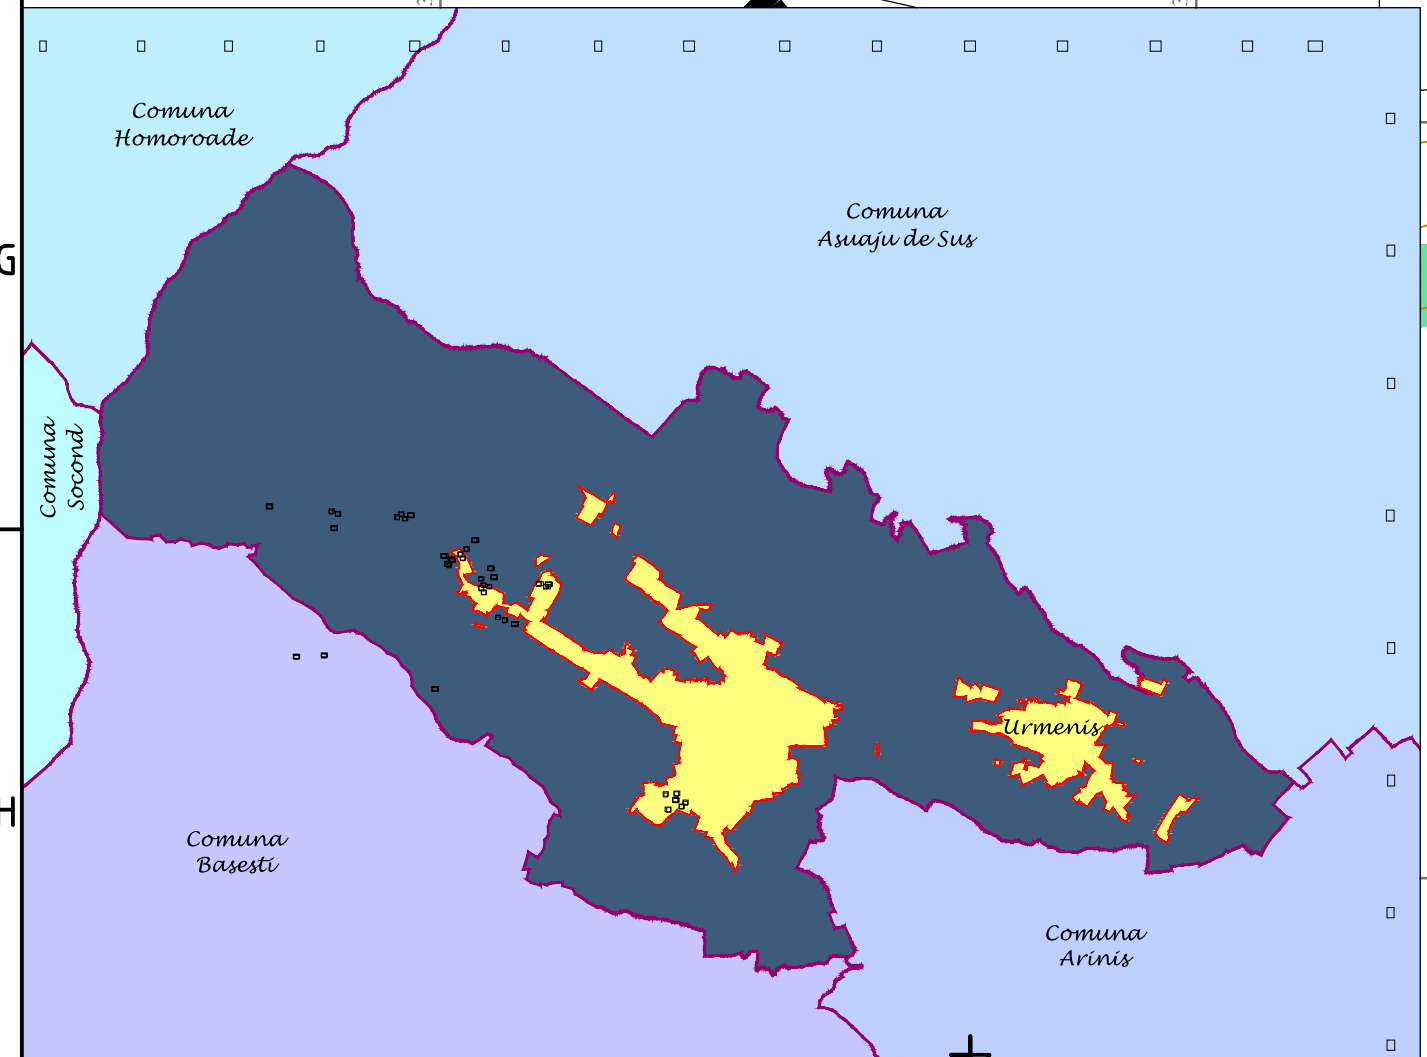 Comuna
Homoroade
Comuna
Asuaju de Sus
G
Comuna
Socond
Urmenis
H
Comuna
Basesti
Comuna
Arinis